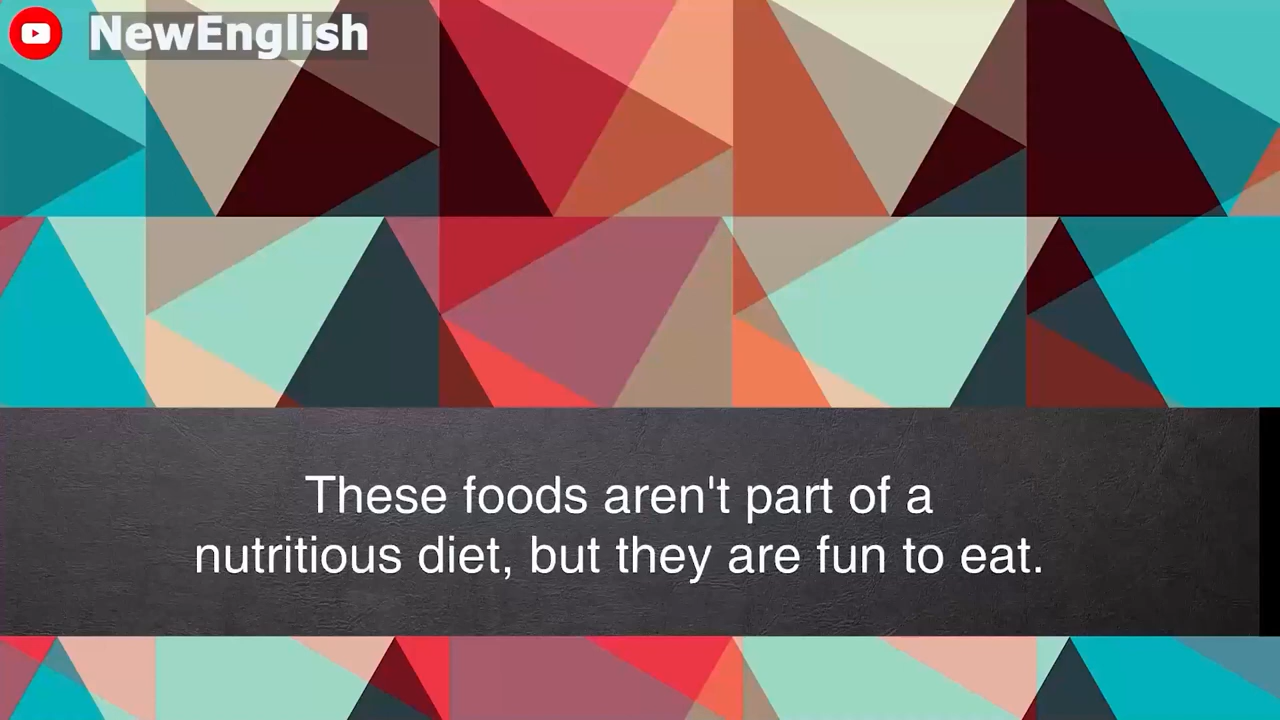 NewEnglish
These foods aren't part of a
nutritious diet, but they are fun to eat.